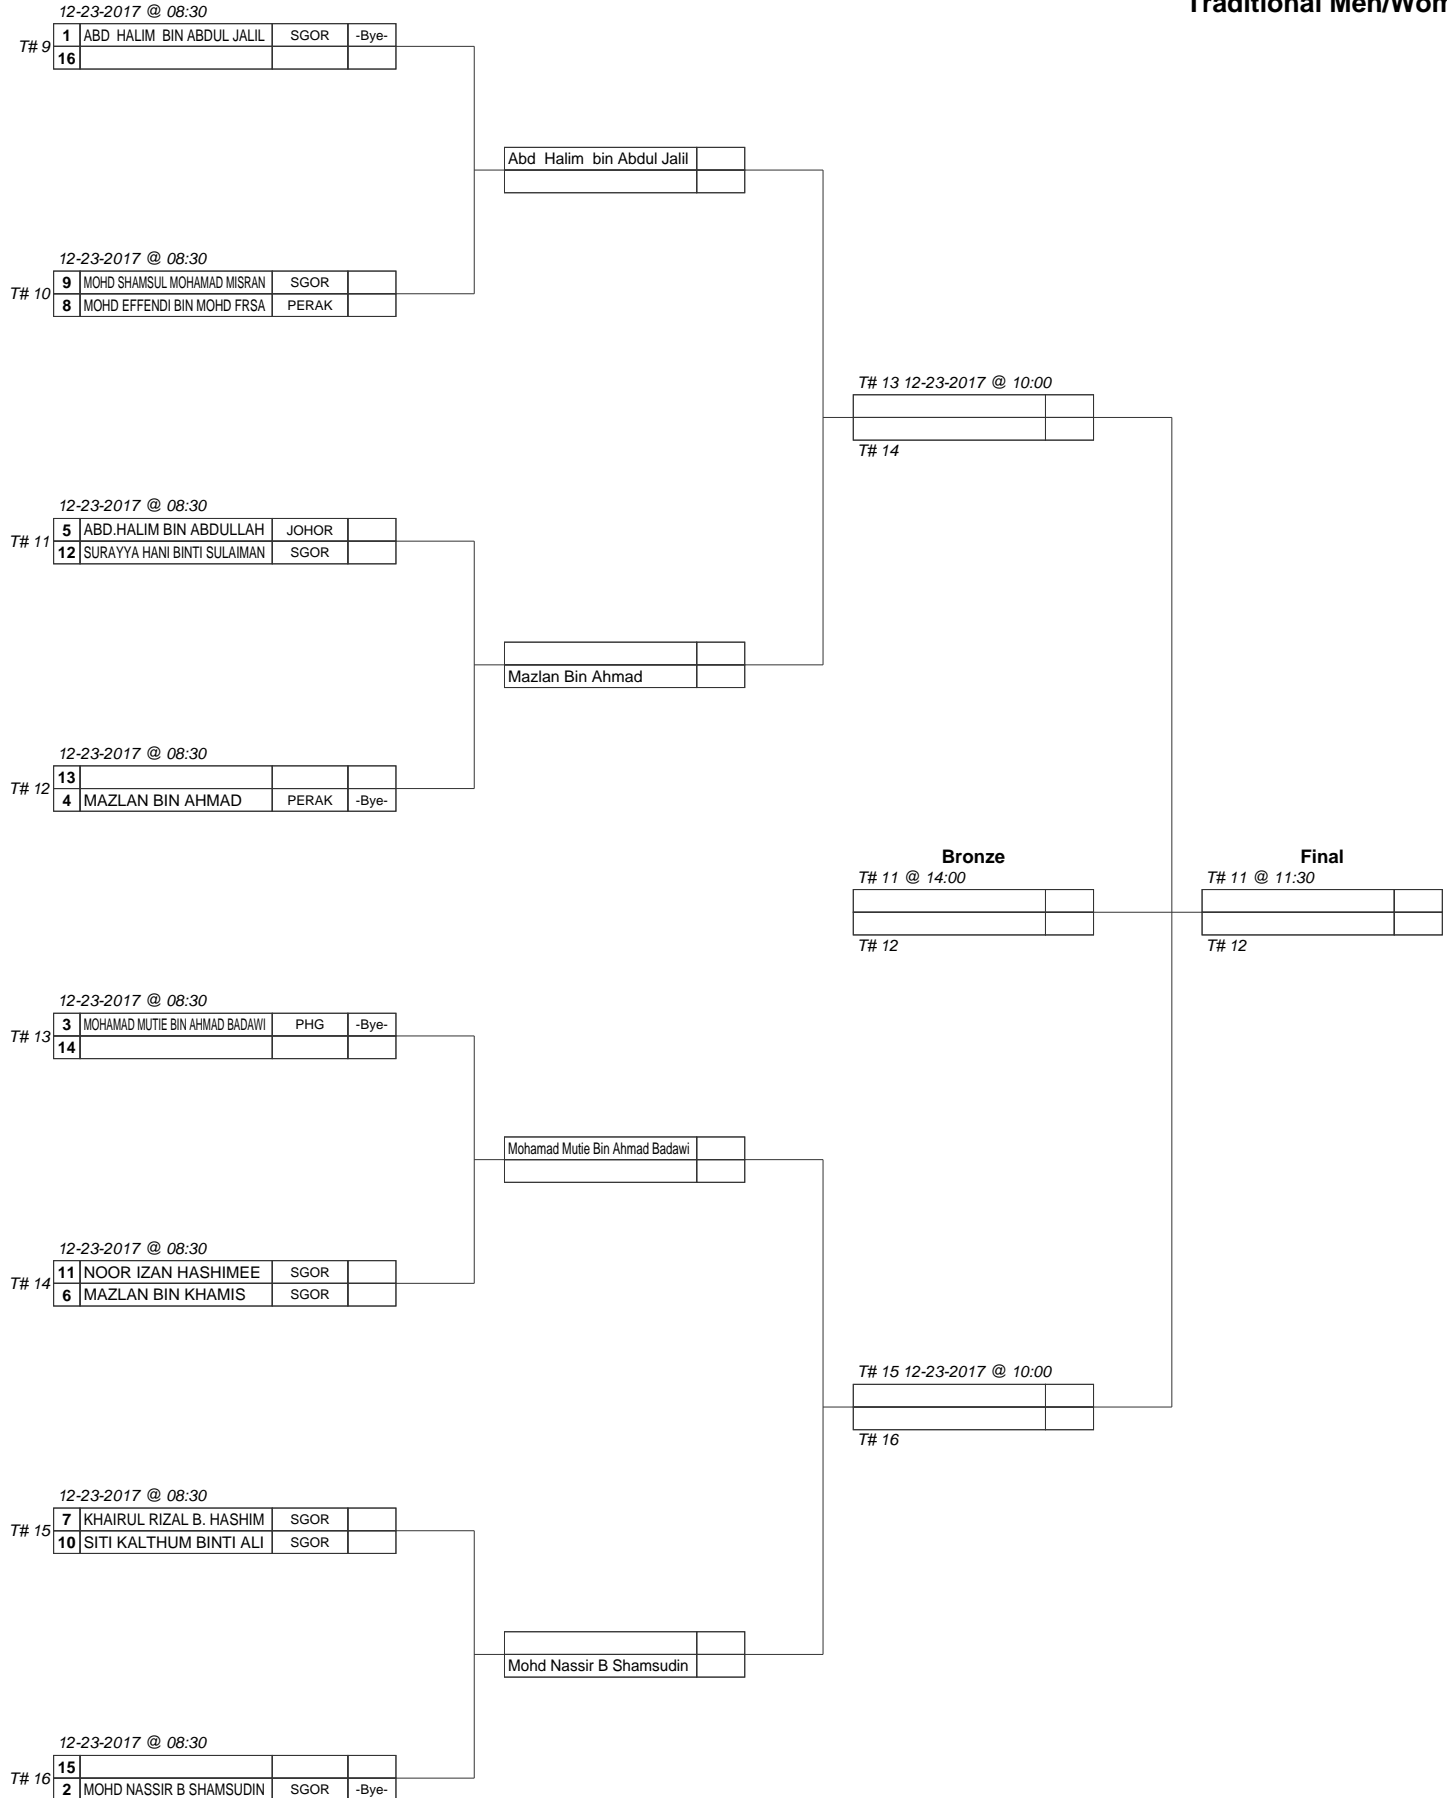 Traditional Men/Wom
12-23-2017 @ 08:30
T# 9
1 ABD HALIM BIN ABDUL JALIL SGOR -Bye-
16
Abd Halim bin Abdul Jalil
12-23-2017 @ 08:30
T# 10
9 MOHD SHAMSUL MOHAMAD MISRAN SGOR
8 MOHD EFFENDI BIN MOHD FRSA PERAK
T# 13 12-23-2017 @ 10:00
T# 14
12-23-2017 @ 08:30
T# 11
5 ABD.HALIM BIN ABDULLAH JOHOR
12 SURAYYA HANI BINTI SULAIMAN SGOR
Mazlan Bin Ahmad
12-23-2017 @ 08:30
T# 12
13
4 MAZLAN BIN AHMAD PERAK -Bye-
Bronze
T# 11 @ 14:00
T# 12
Final
T# 11 @ 11:30
T# 12
12-23-2017 @ 08:30
T# 13
3 MOHAMAD MUTIE BIN AHMAD BADAWI PHG -Bye-
14
Mohamad Mutie Bin Ahmad Badawi
12-23-2017 @ 08:30
T# 14
11 NOOR IZAN HASHIMEE SGOR
6 MAZLAN BIN KHAMIS SGOR
T# 15 12-23-2017 @ 10:00
T# 16
12-23-2017 @ 08:30
T# 15
7 KHAIRUL RIZAL B. HASHIM SGOR
10 SITI KALTHUM BINTI ALI SGOR
Mohd Nassir B Shamsudin
12-23-2017 @ 08:30
T# 16
15
2 MOHD NASSIR B SHAMSUDIN SGOR -Bye-